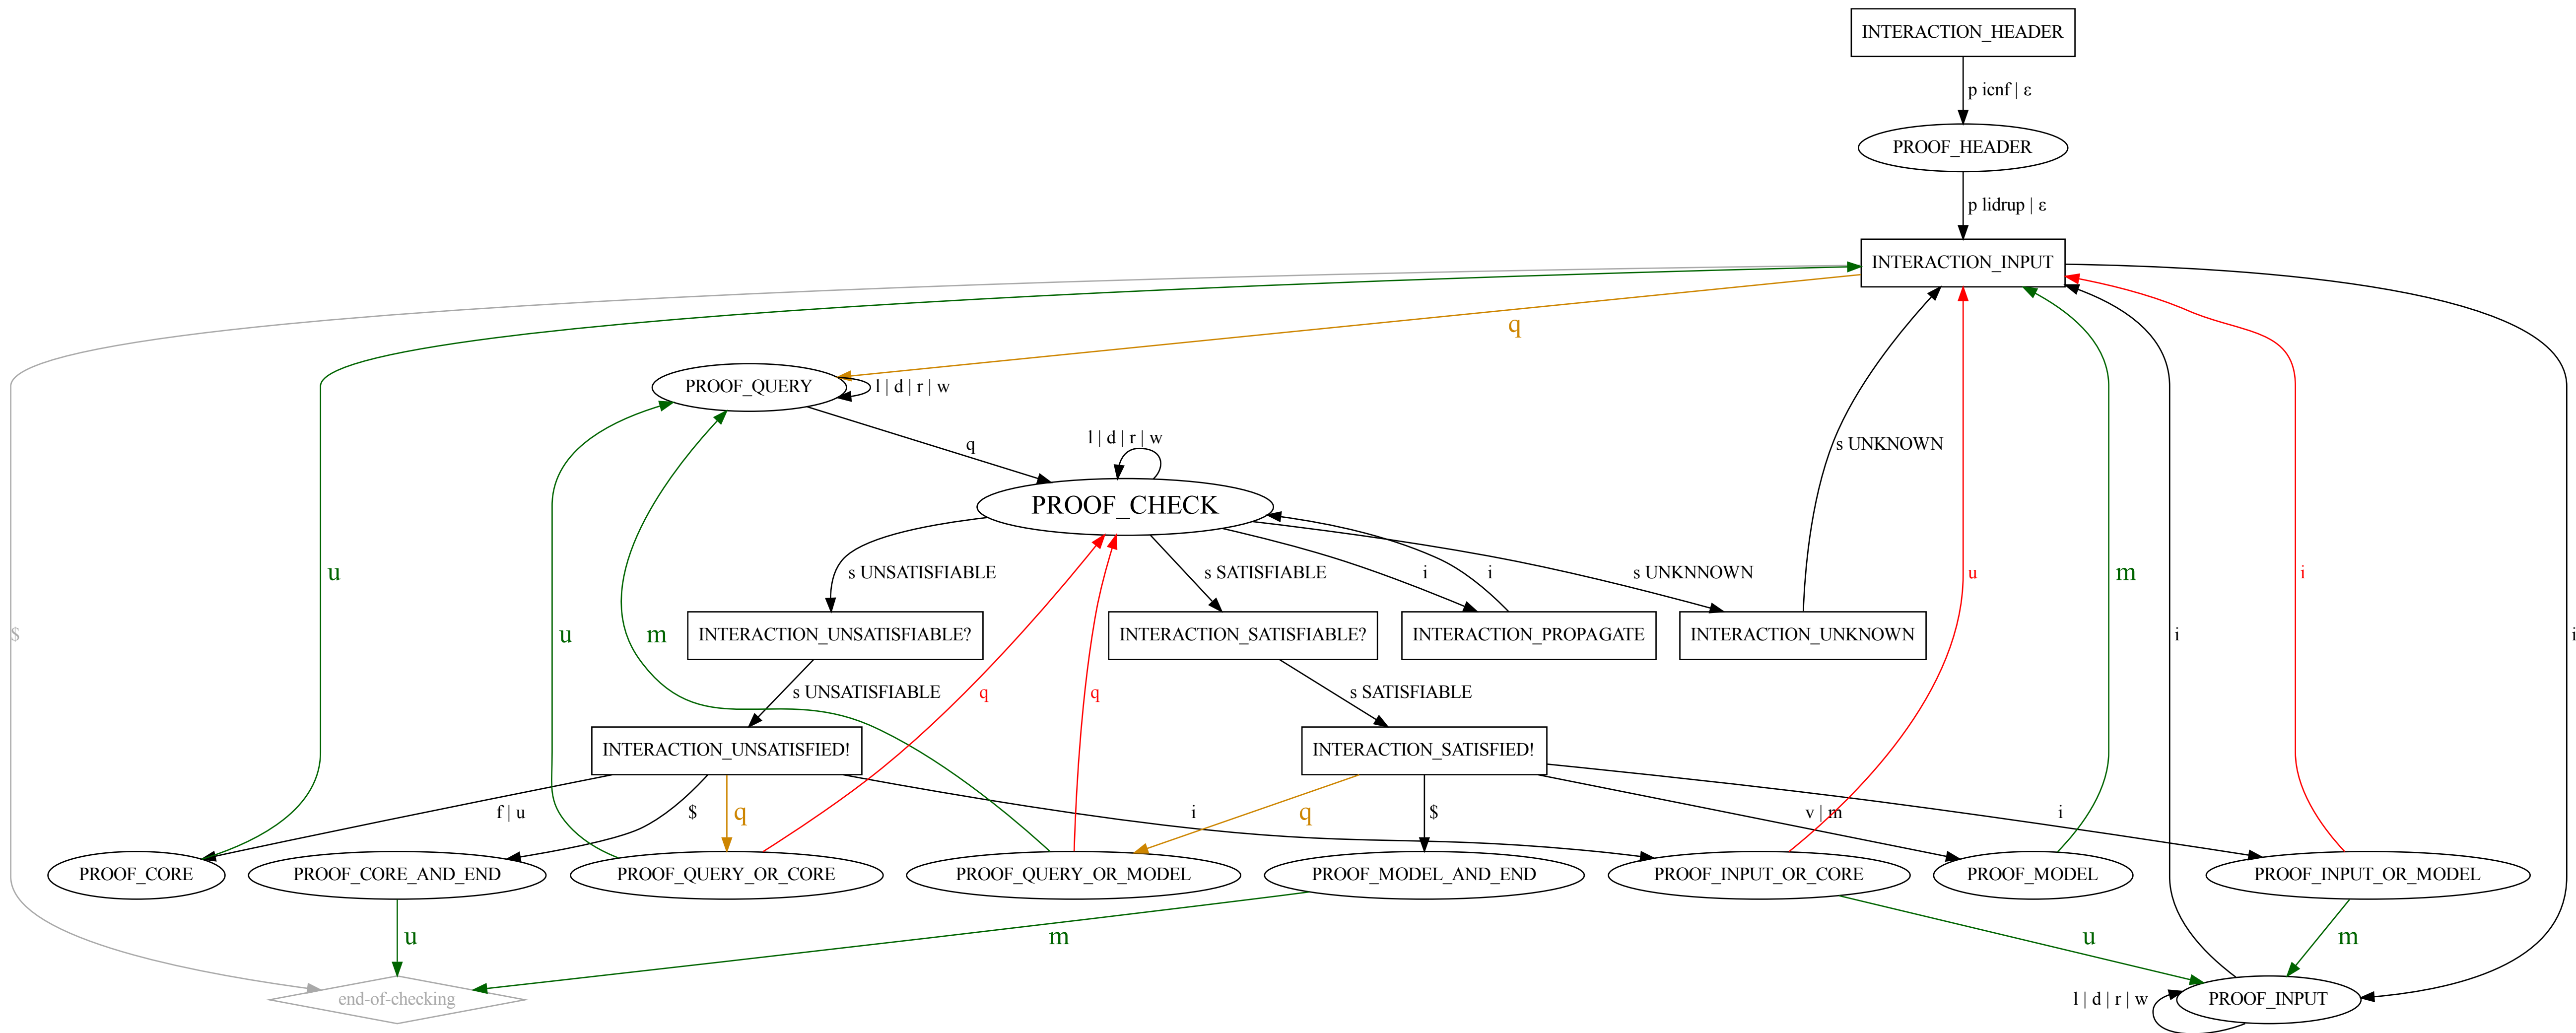 INTERACTION_HEADER
p icnf | ε
PROOF_HEADER
p lidrup | ε
INTERACTION_INPUT
q
PROOF_QUERY
l | d | r | w
q
l | d | r | w
s UNKNOWN
PROOF_CHECK
u
u
m
s UNSATISFIABLE
s SATISFIABLE
i
i
s UNKNNOWN
u
m
i
$
INTERACTION_UNSATISFIABLE?
INTERACTION_SATISFIABLE?
INTERACTION_PROPAGATE
INTERACTION_UNKNOWN
i
i
s UNSATISFIABLE
q
q
s SATISFIABLE
INTERACTION_UNSATISFIED!
INTERACTION_SATISFIED!
f | u
$
q
i
q
$
v | m
i
PROOF_CORE
PROOF_CORE_AND_END
PROOF_QUERY_OR_CORE
PROOF_QUERY_OR_MODEL
PROOF_MODEL_AND_END
PROOF_INPUT_OR_CORE
PROOF_MODEL
PROOF_INPUT_OR_MODEL
u
m
u
m
end-of-checking
l | d | r | w
PROOF_INPUT